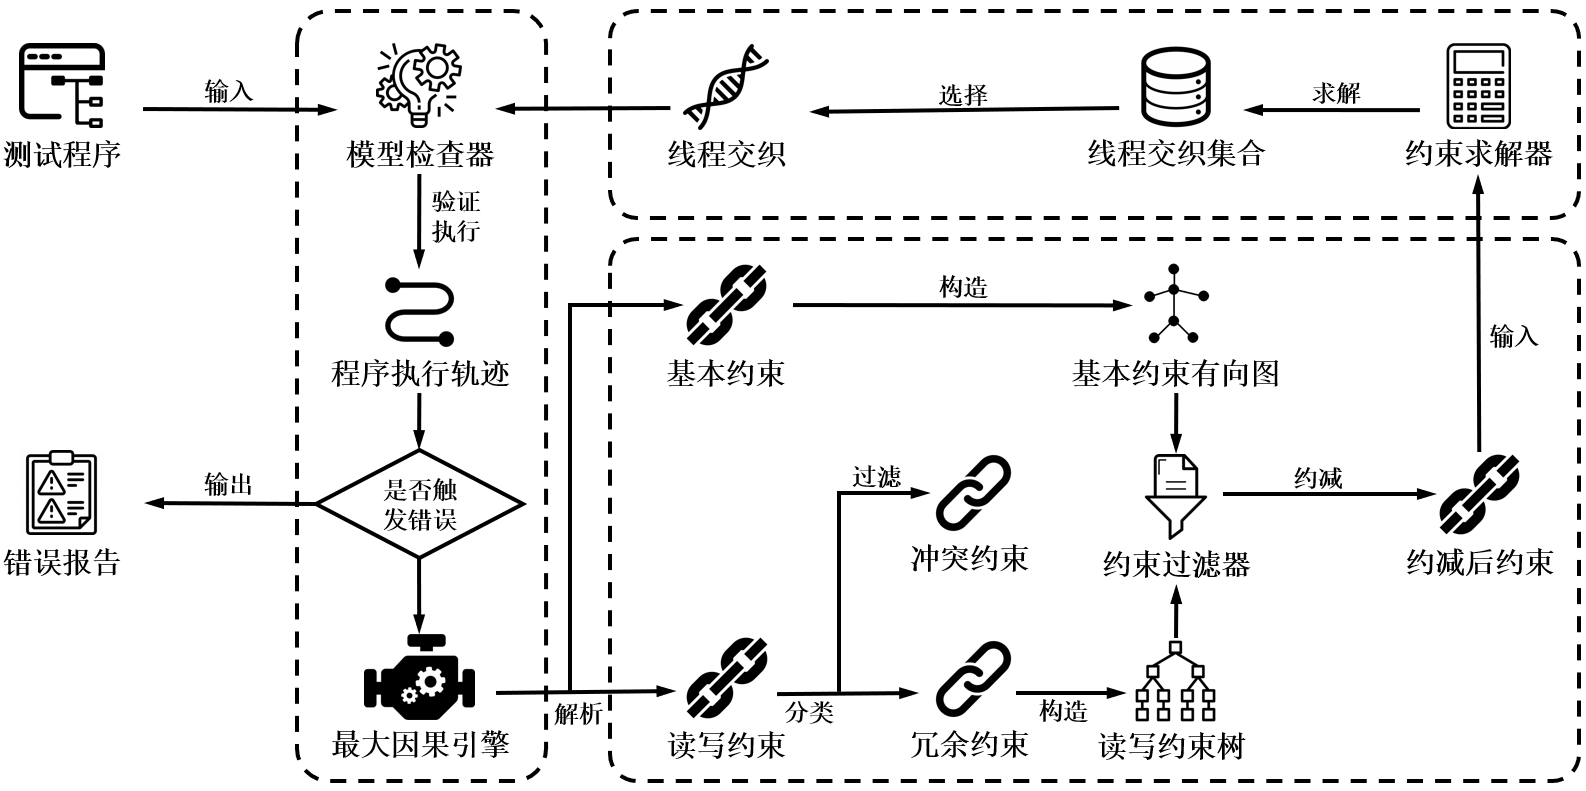 测试程序
输入
模型检查器
线程交织
选择
线程交织集合
求解
约束求解器
验证
执行
程序执行轨迹
基本约束
构造
基本约束有向图
输入
错误报告
输出
是否触
发错误
过滤
冲突约束
约束过滤器
约减
约减后约束
最大因果引擎
解析
读写约束
分类
冗余约束
构造
读写约束树